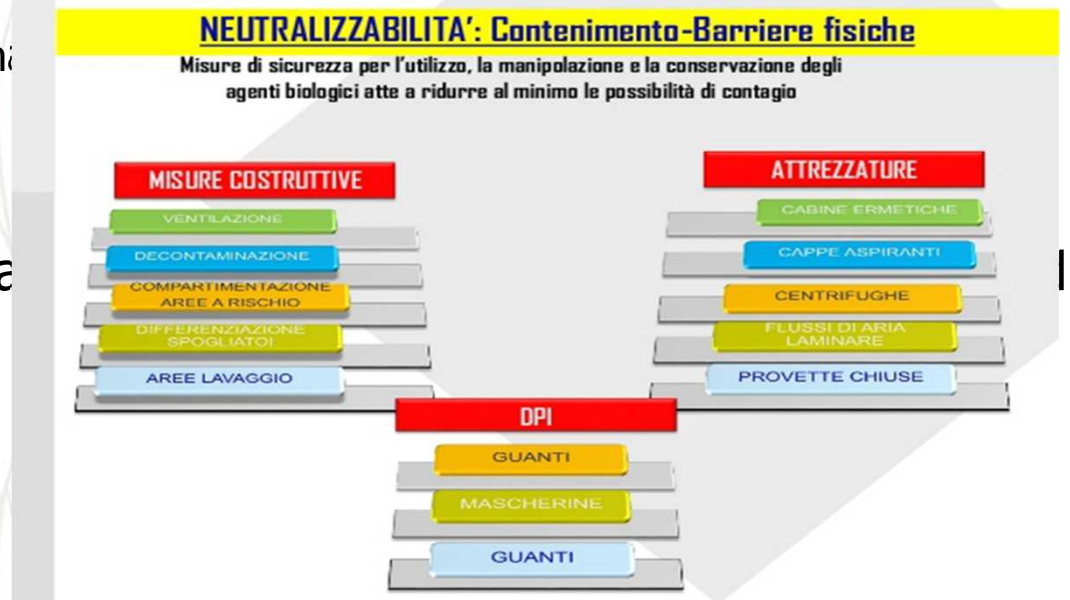 NEUTRALIZZABILITA': Contenimento-Barriere fisiche
Misure di sicurezza per l'utilizzo, la manipolazione e la conservazione degli
agenti biologici atte a ridurre al minimo le possibilità di contagio
MISURE COSTRUTTIVE
VENTILAZIONE
DECONTAMINAZIONE
COMPARTIMENTAZIONE
AREE A RISCHIO
DIFFERENZIAZIONE
SPOGLIATOI
AREE LAVAGGIO
ATTREZZATURE
CABINE ERMETICHE
CAPPE ASPIRANTI
CENTRIFUGHE
FLUSSI DI ARIA
LAMINARE
PROVETTE CHIUSE
DPI
GUANTI
MASCHERINE
GUANTI